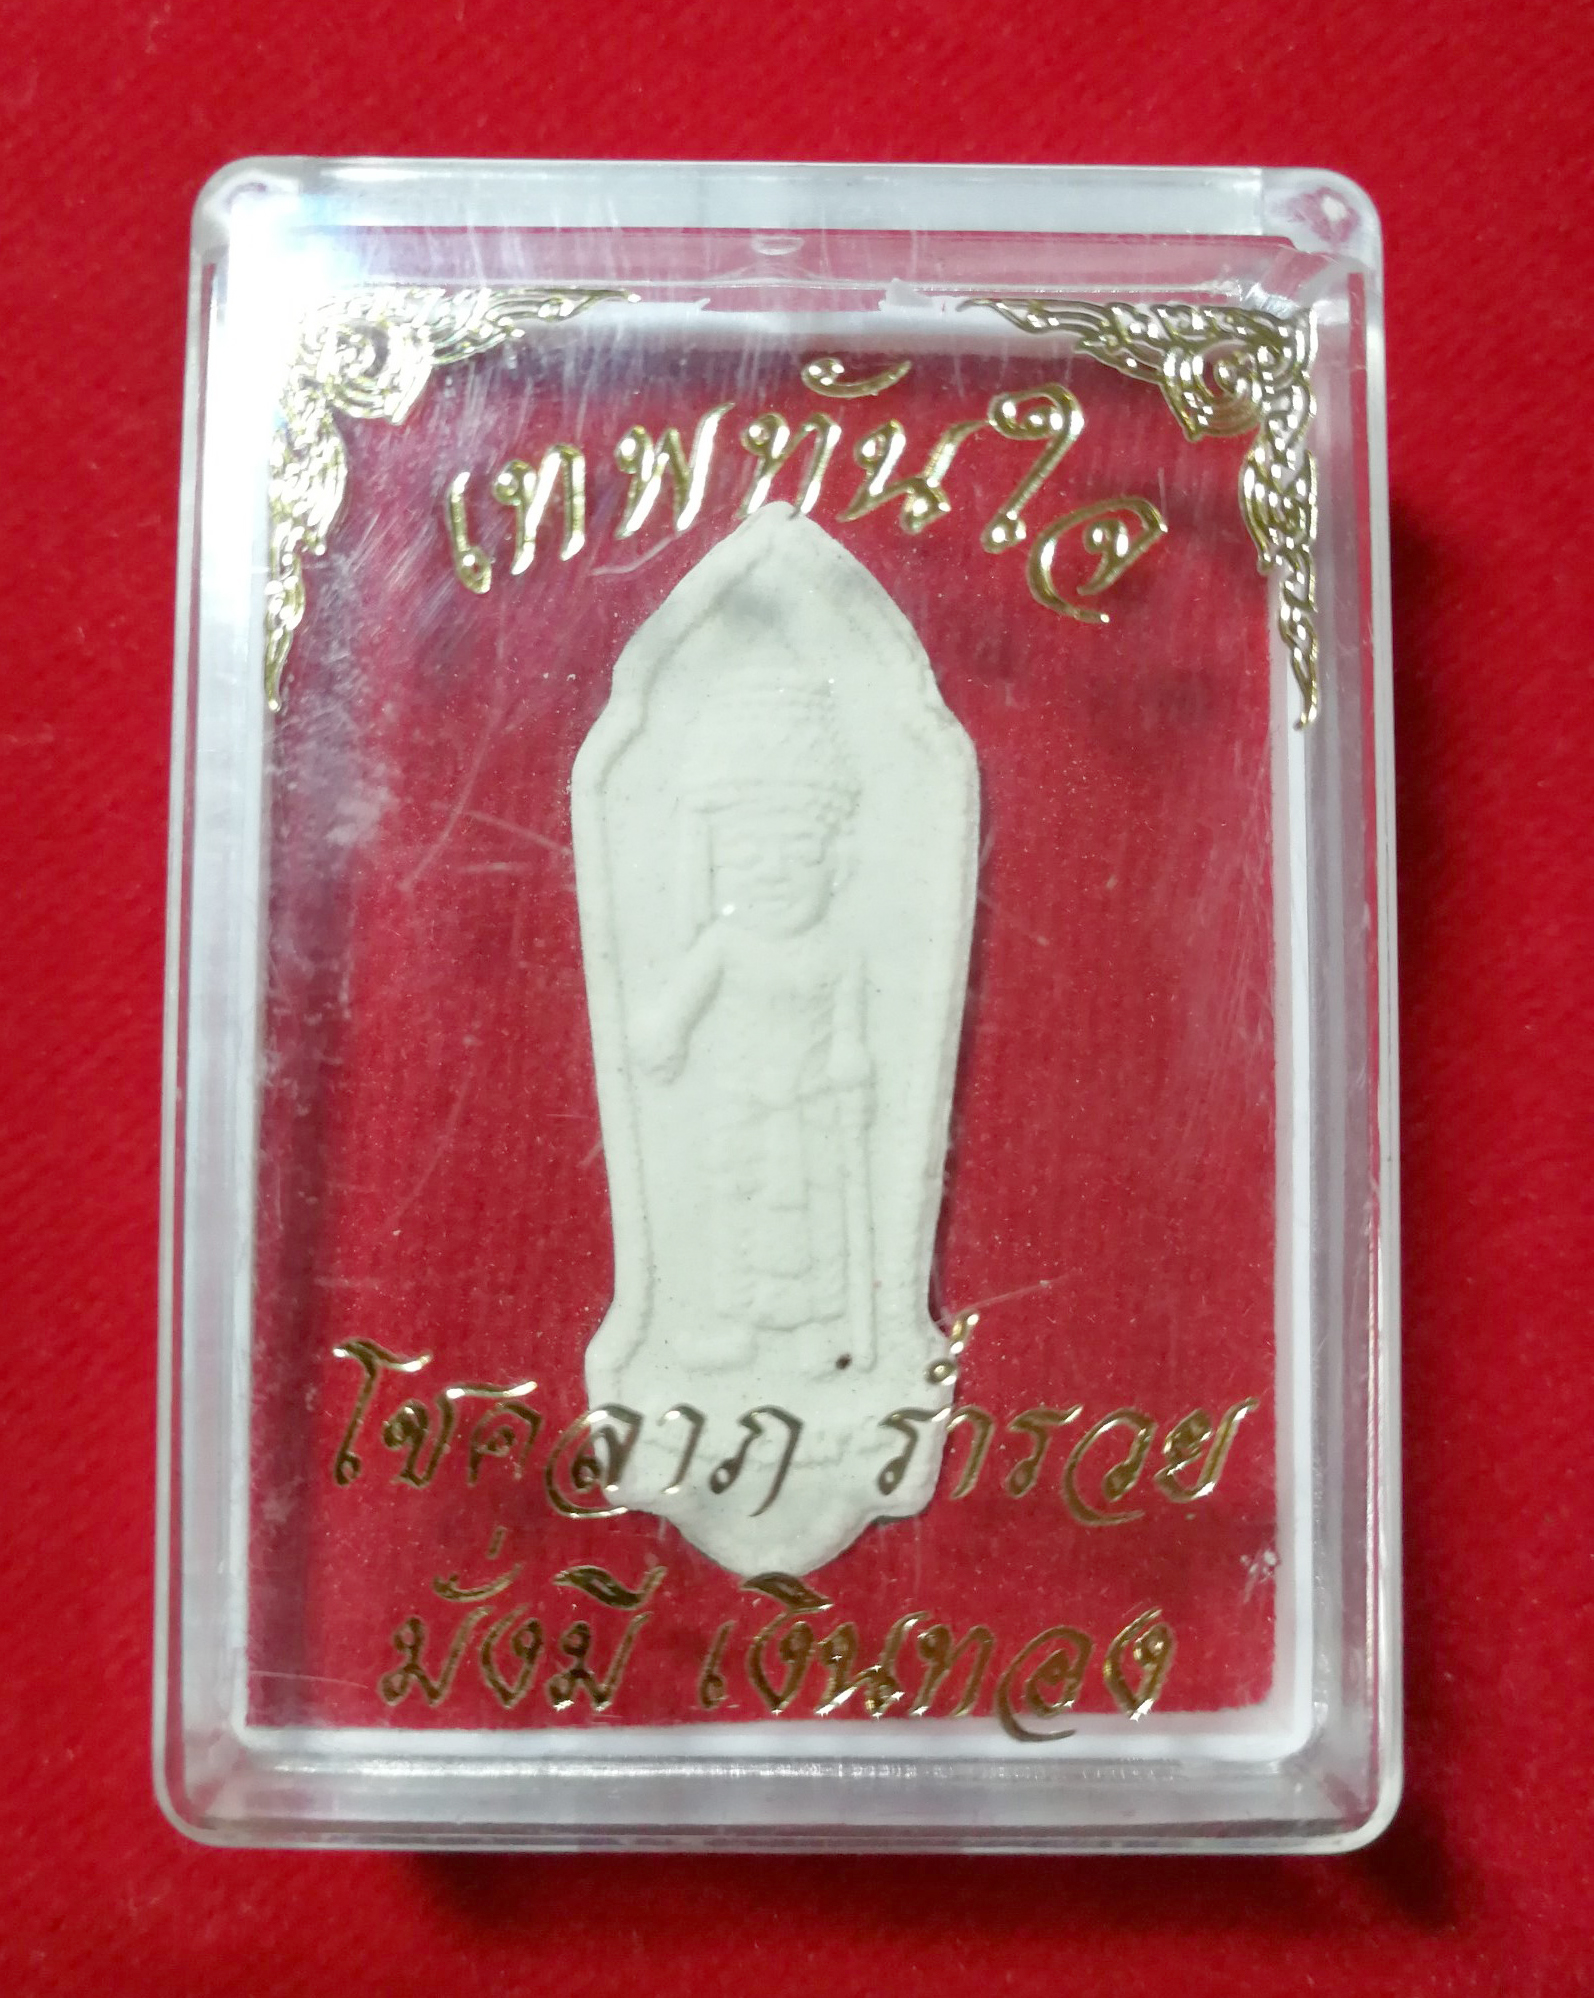 เทพทันใจ
โชคลาภ ร่ำรวย
มั่งมี เงินทอง